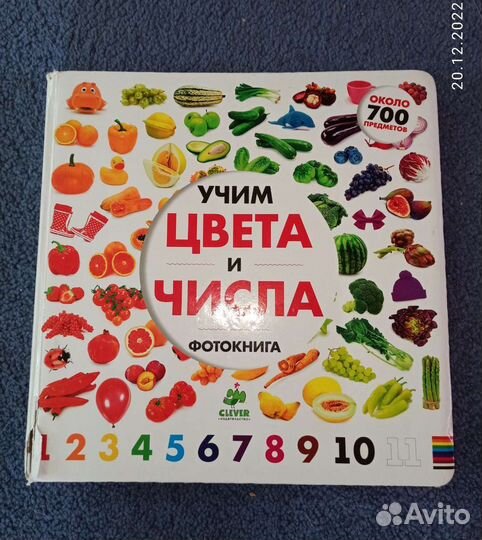 20.12.2022
ОКОЛО
700
ПРЕДМЕТОВ
УЧИМ
ЦВЕТА
И
ЧИСЛА
ФОТОКНИГА
CLEVER
ИЗДАТЕЛЬСТВО
1 2 3 4 5 6 7 8 9 10 11
Avito